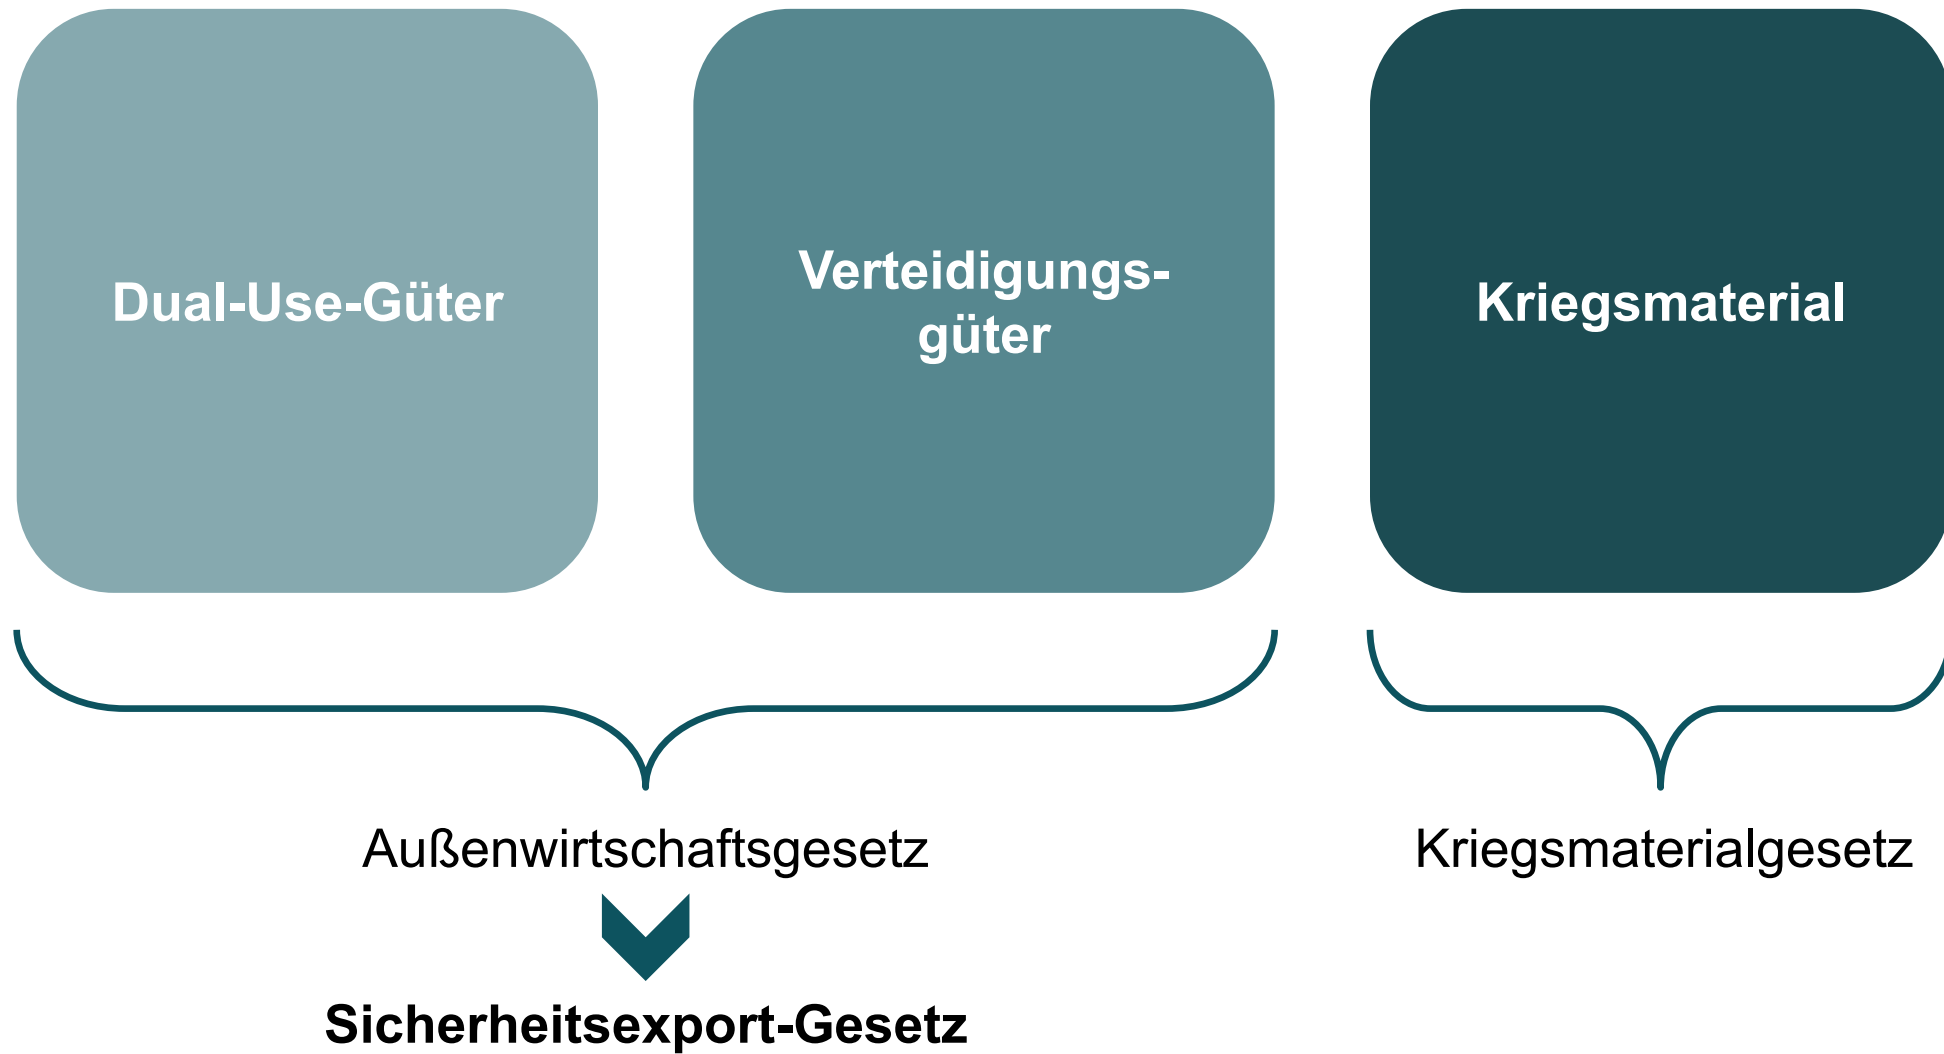 Dual-Use-Güter
Verteidigungs-
güter
Kriegsmaterial
Außenwirtschaftsgesetz
Kriegsmaterialgesetz
Sicherheitsexport-Gesetz